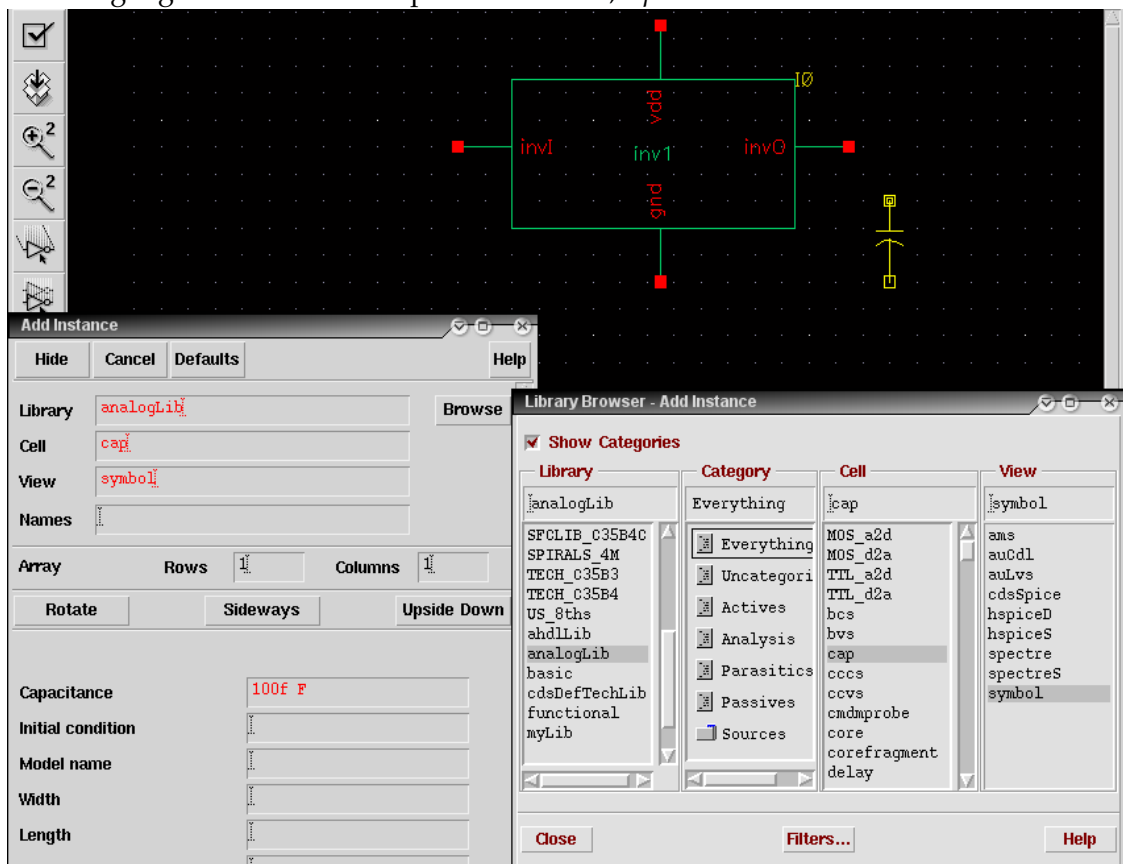 2
2
IØ
vdd
invI
inv1
invO
gnd
Add Instance
Hide Cancel Defaults Help
Library analogLib Browse
Cell cap
View symbol
Names
Array Rows 1 Columns 1
Rotate Sideways Upside Down
Capacitance 100f F
Initial condition
Model name
Width
Length
Library Browser - Add Instance
Show Categories
Library Category Cell View
analogLib Everything cap symbol
SFCLIB_C35B4C
SPIRALS_4M
TECH_C35B3
TECH_C35B4
US_8ths
ahdlLib
analogLib
basic
cdsDefTechLib
functional
myLib
Everything
Uncategori
Actives
Analysis
Parasitics
Passives
Sources
MOS_a2d
MOS_d2a
TTL_a2d
TTL_d2a
bcs
bvs
cap
cccs
ccvs
cmdmprobe
core
corefragment
delay
ams
auCdl
auLvs
cdsSpice
hspiceD
hspiceS
spectre
spectreS
symbol
Close Filters... Help